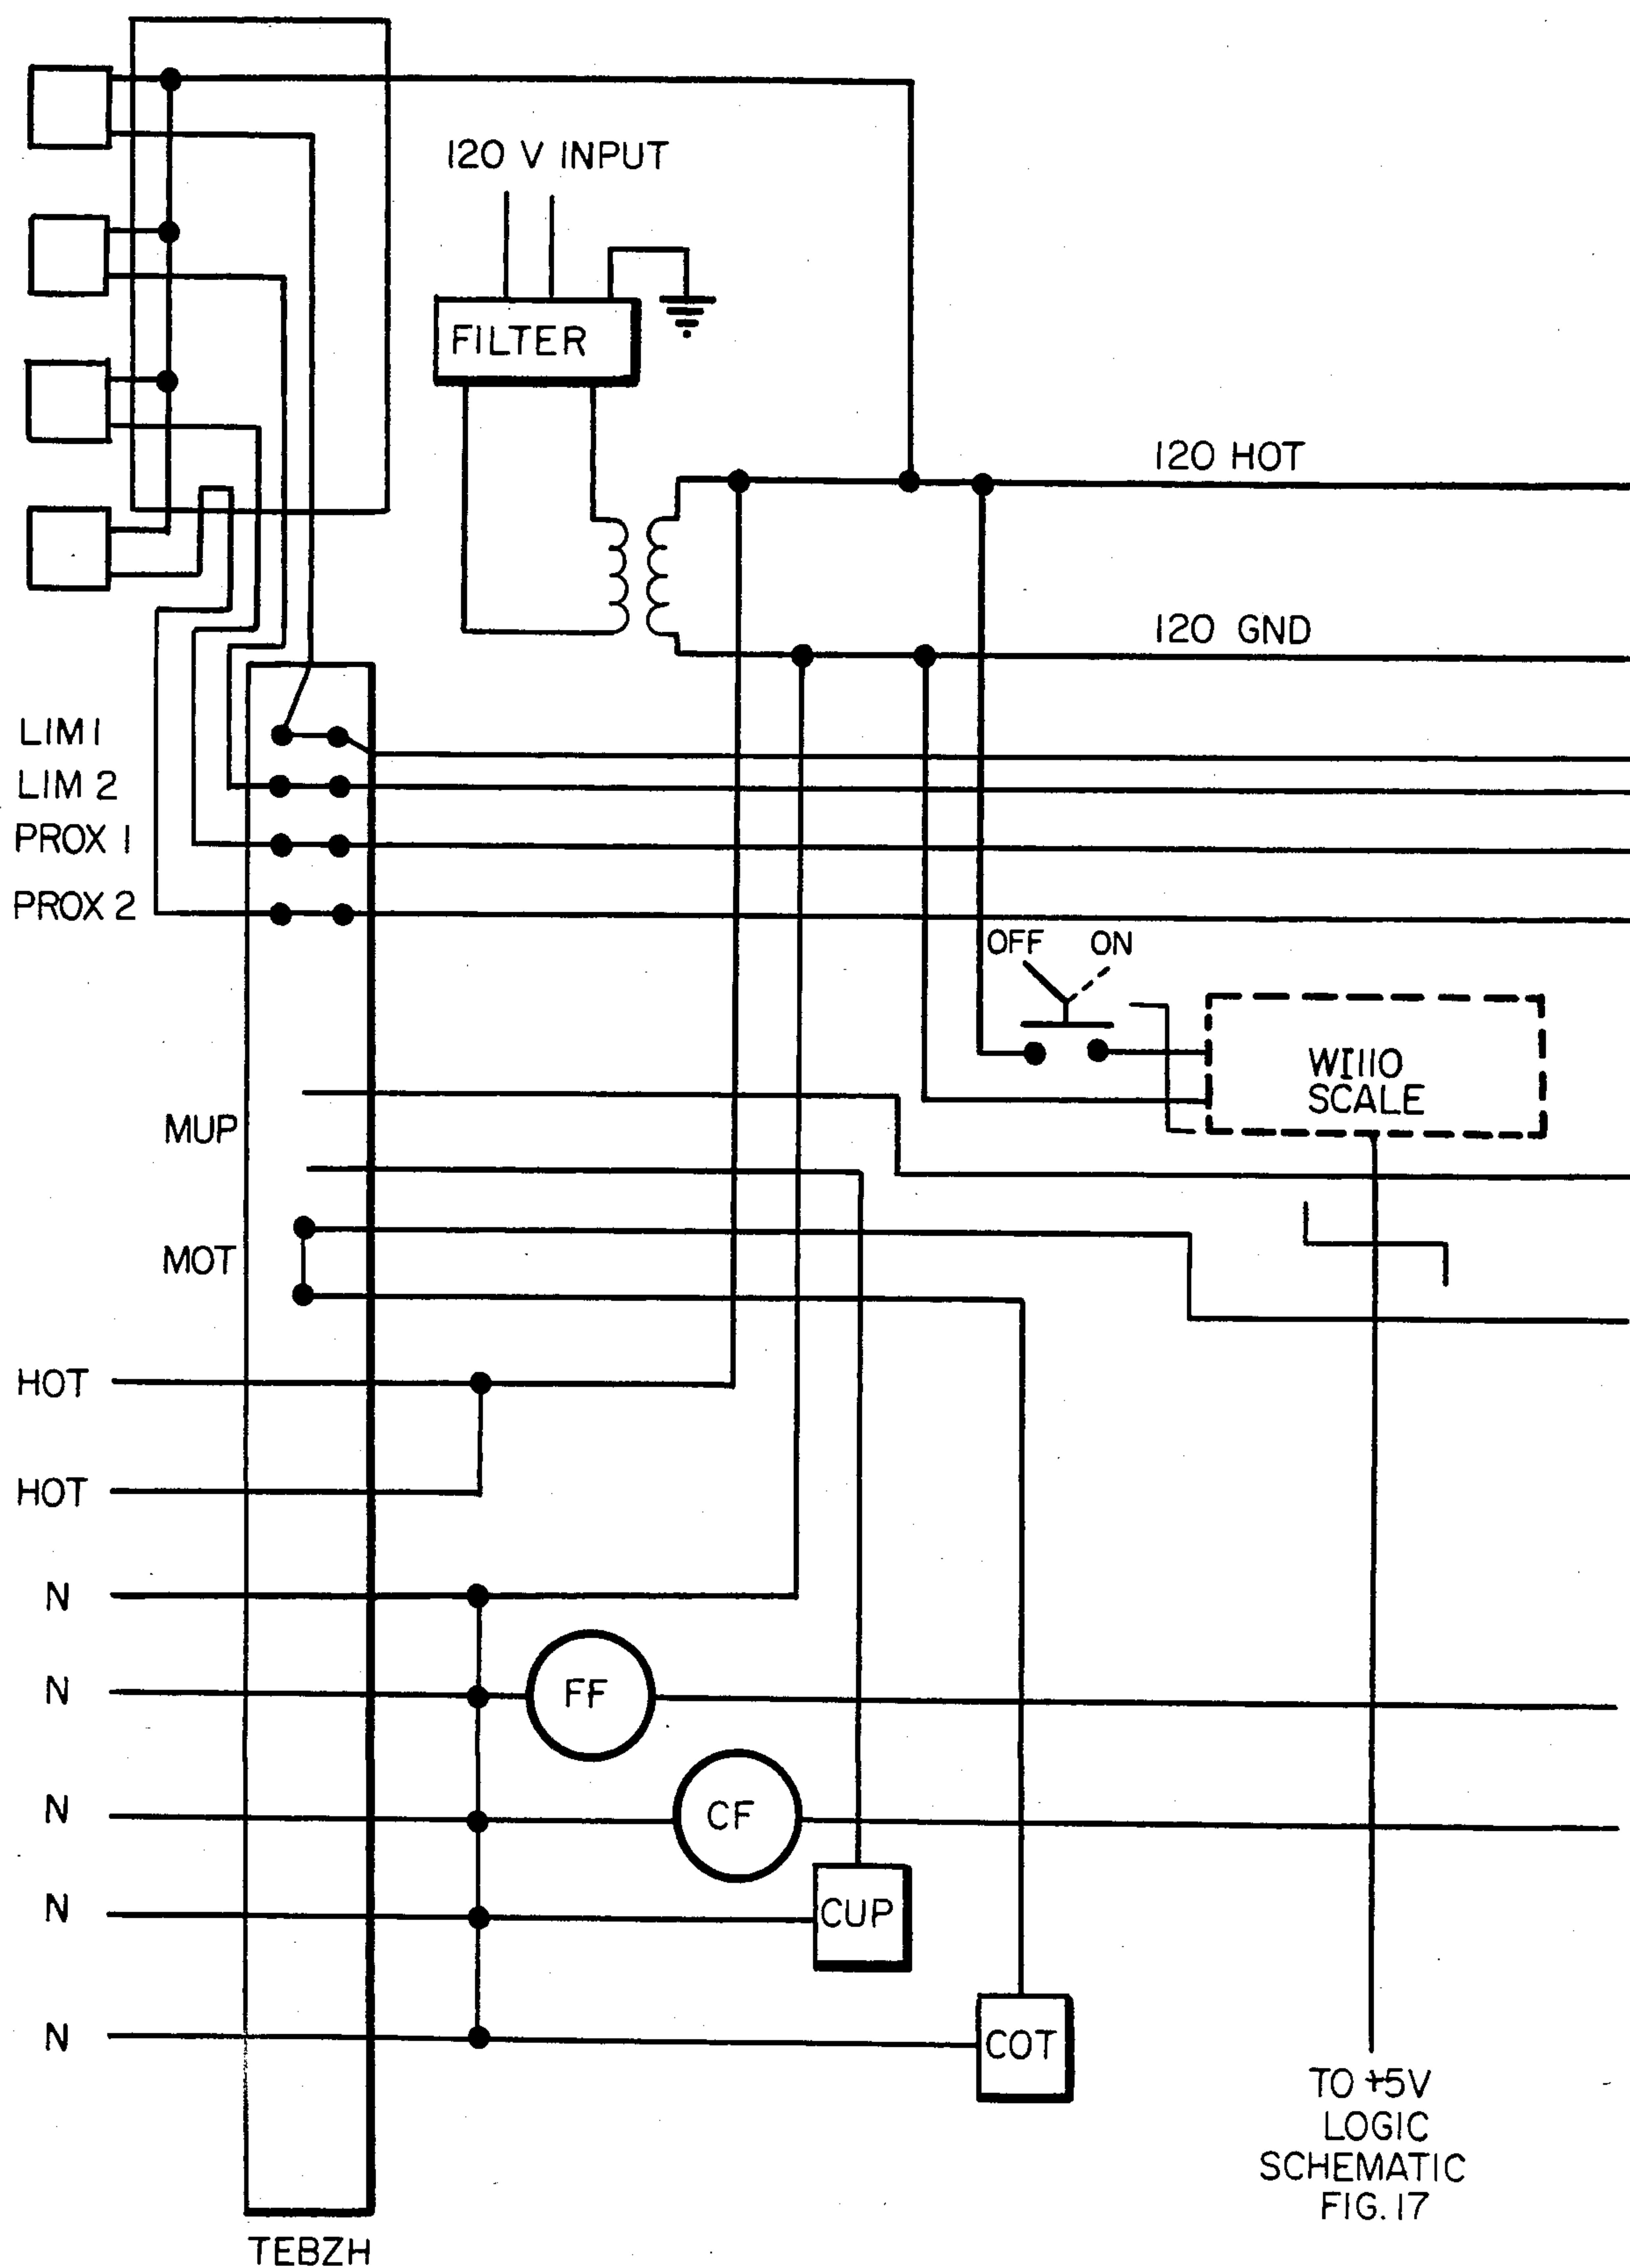 120 V INPUT
FILTER
120 HOT
120 GND
LIM 1
LIM 2
PROX 1
PROX 2
OFF ON
WI110
SCALE
MUP
MOT
HOT
HOT
N
N
FF
N
CF
N
CUP
N
COT
TO +5V
LOGIC
SCHEMATIC
FIG. 17
TEBZH